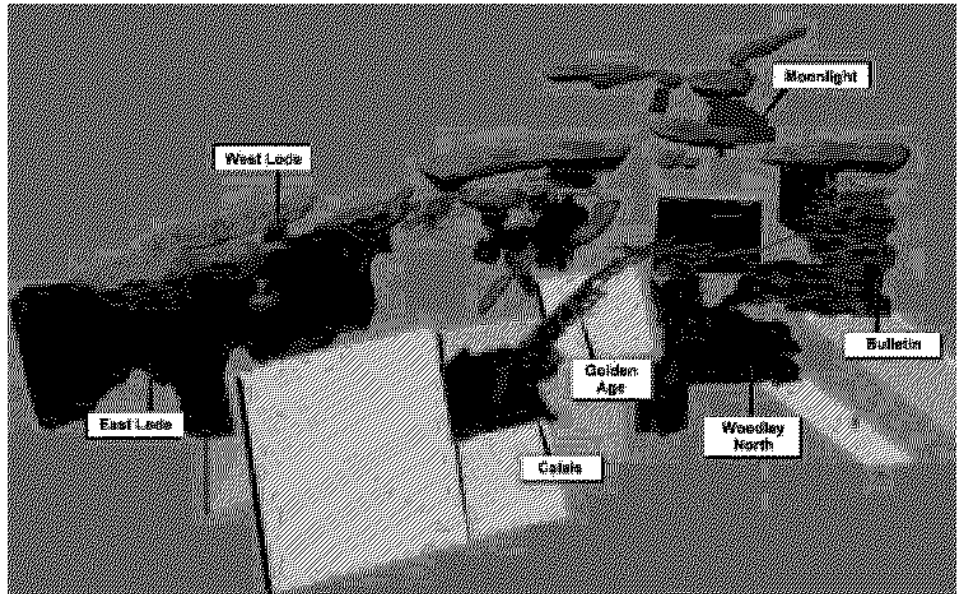 Moonlight
West Lode
Bulletin
Golden
Age
East Lode
Woodley
North
Calais